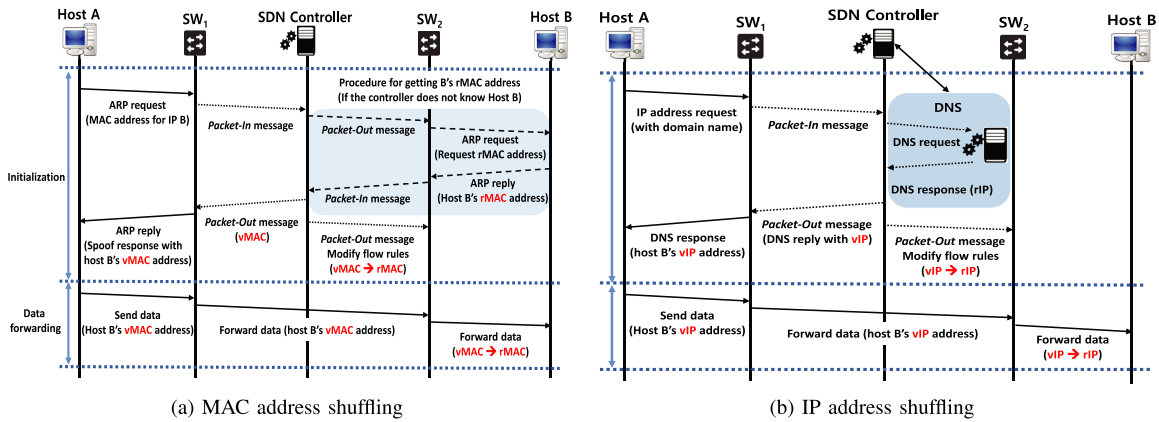 Host A
SW1
SDN Controller
SW2
Host B
Procedure for getting B's rMAC address
(If the controller does not know Host B)
ARP request
(MAC address for IP B)
Packet-In message
Packet-Out message
ARP request
(Request rMAC address)
Initialization
ARP reply
(Host B's rMAC address)
Packet-In message
ARP reply
(Spoof response with
host B's vMAC address)
Packet-Out message
(vMAC)
Packet-Out message
Modify flow rules
(vMAC → rMAC)
Data
forwarding
Send data
(Host B's vMAC address)
Forward data (host B's vMAC address)
Forward data
(vMAC → rMAC)
(a) MAC address shuffling
Host A
SW1
SDN Controller
SW2
Host B
IP address request
(with domain name)
Packet-In message
DNS
DNS request
DNS response (rIP)
DNS response
(host B's vIP address)
Packet-Out message
(DNS reply with vIP)
Packet-Out message
Modify flow rules
(vIP → rIP)
Send data
(Host B's vIP address)
Forward data (host B's vIP address)
Forward data
(vIP → rIP)
(b) IP address shuffling